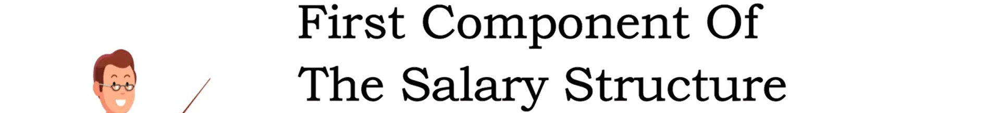 First Component Of
The Salary Structure